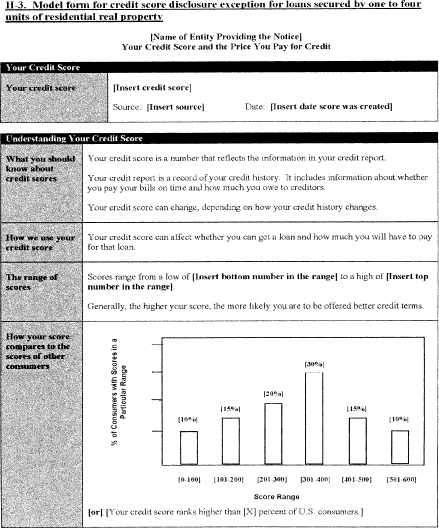 H-3. Model form for credit score disclosure exception for loans secured by one to four
units of residential real property
[Name of Entity Providing the Notice]
Your Credit Score and the Price You Pay for Credit
Your Credit Score
Your credit score
[Insert credit score]
Source: [Insert source] Date: [Insert date score was created]
Understanding Your Credit Score
What you should
know about
credit scores
Your credit score is a number that reflects the information in your credit report.
Your credit report is a record of your credit history. It includes information about whether
you pay your bills on time and how much you owe to creditors.
Your credit score can change, depending on how your credit history changes.
How we use your
credit score
Your credit score can affect whether you can get a loan and how much you will have to pay
for that loan.
The range of
scores
Scores range from a low of [Insert bottom number in the range] to a high of [Insert top
number in the range]
Generally, the higher your score, the more likely you are to be offered better credit terms.
How your score
compares to the
scores of other
consumers
% of Consumers with Scores in a
Particular Range
[10%]
[15%]
[20%]
[30%]
[15%]
[10%]
[0-100] [101-200] [201-300] [301-400] [401-500] [501-600]
Score Range
[or] [Your credit score ranks higher than [X] percent of U.S. consumers.]